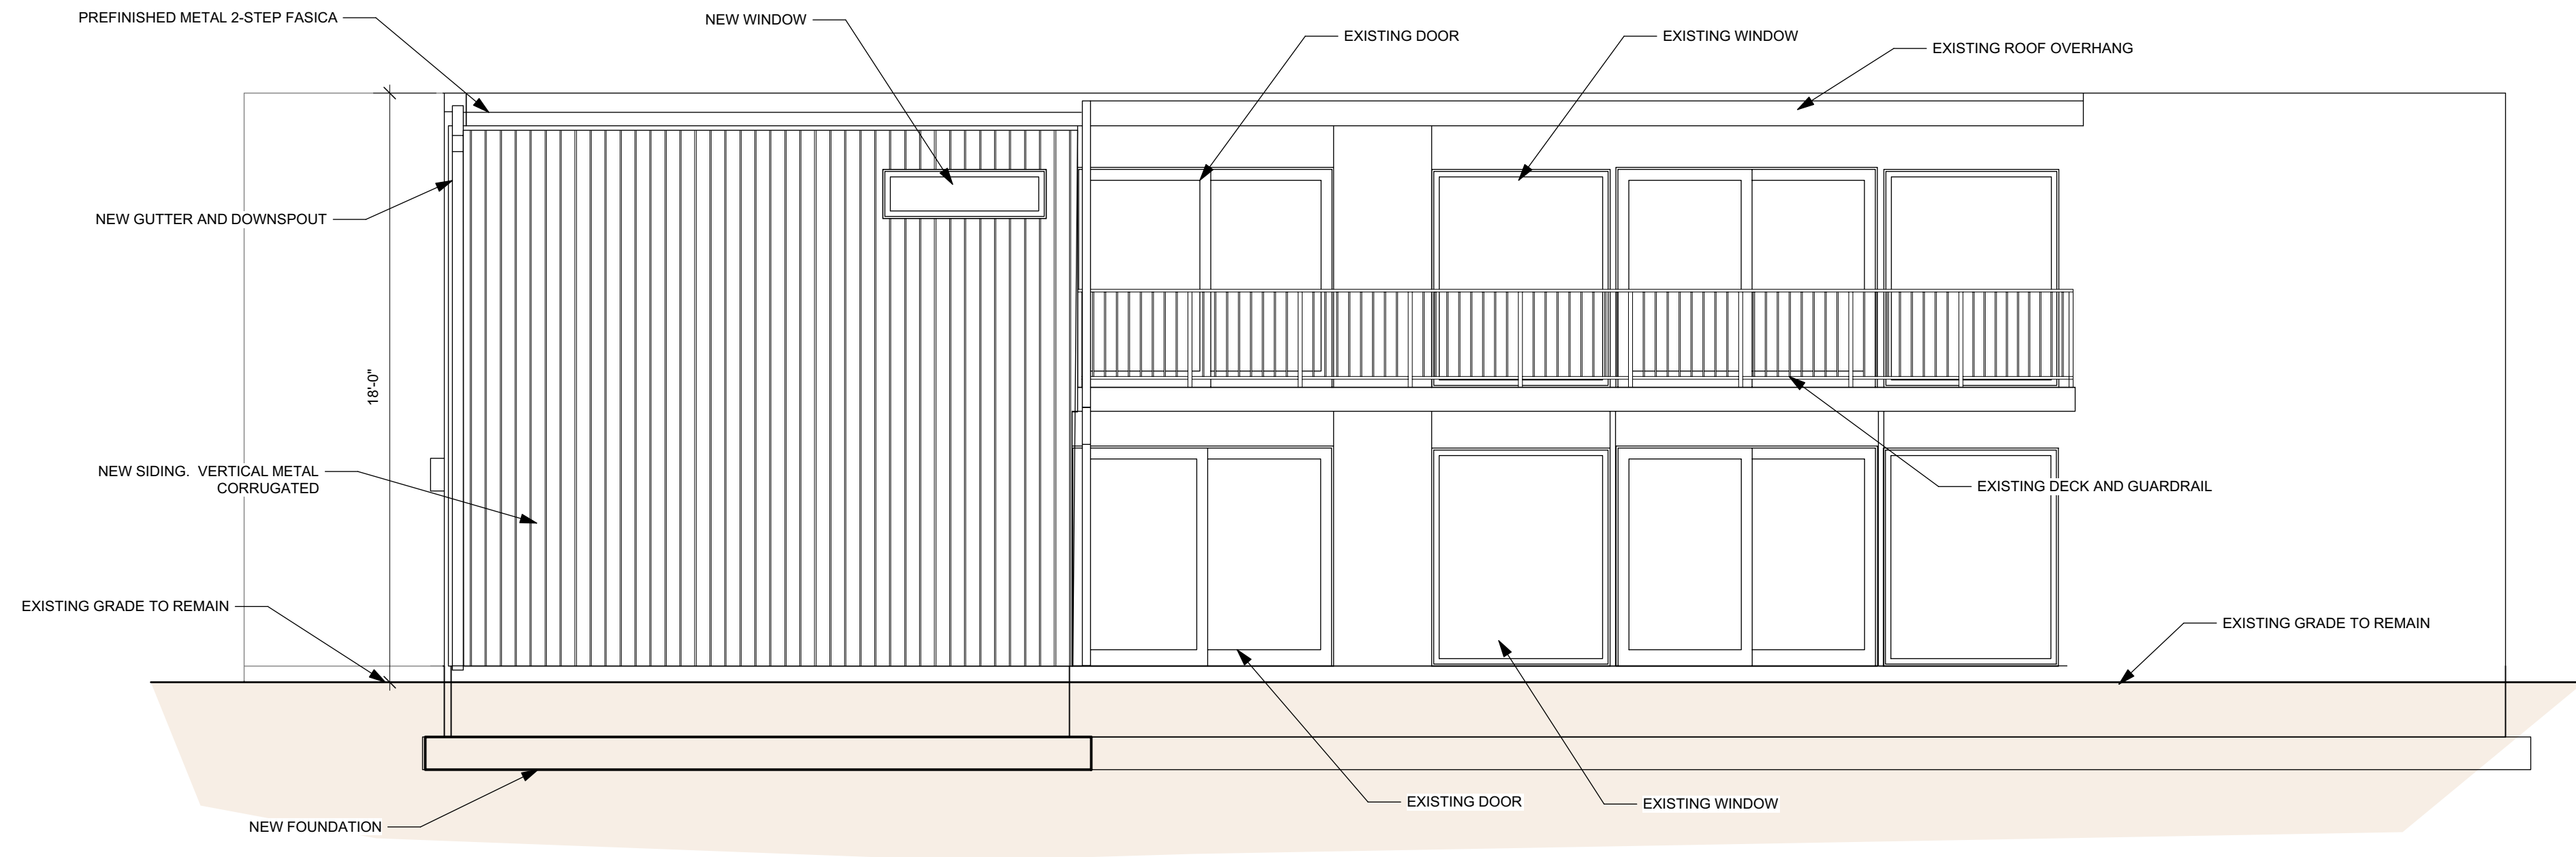 PREFINISHED METAL 2-STEP FASICA
NEW WINDOW
EXISTING DOOR
EXISTING WINDOW
EXISTING ROOF OVERHANG
NEW GUTTER AND DOWNSPOUT
18'-0"
NEW SIDING.  VERTICAL METAL
CORRUGATED
EXISTING DECK AND GUARDRAIL
EXISTING GRADE TO REMAIN
EXISTING GRADE TO REMAIN
EXISTING DOOR
EXISTING WINDOW
NEW FOUNDATION